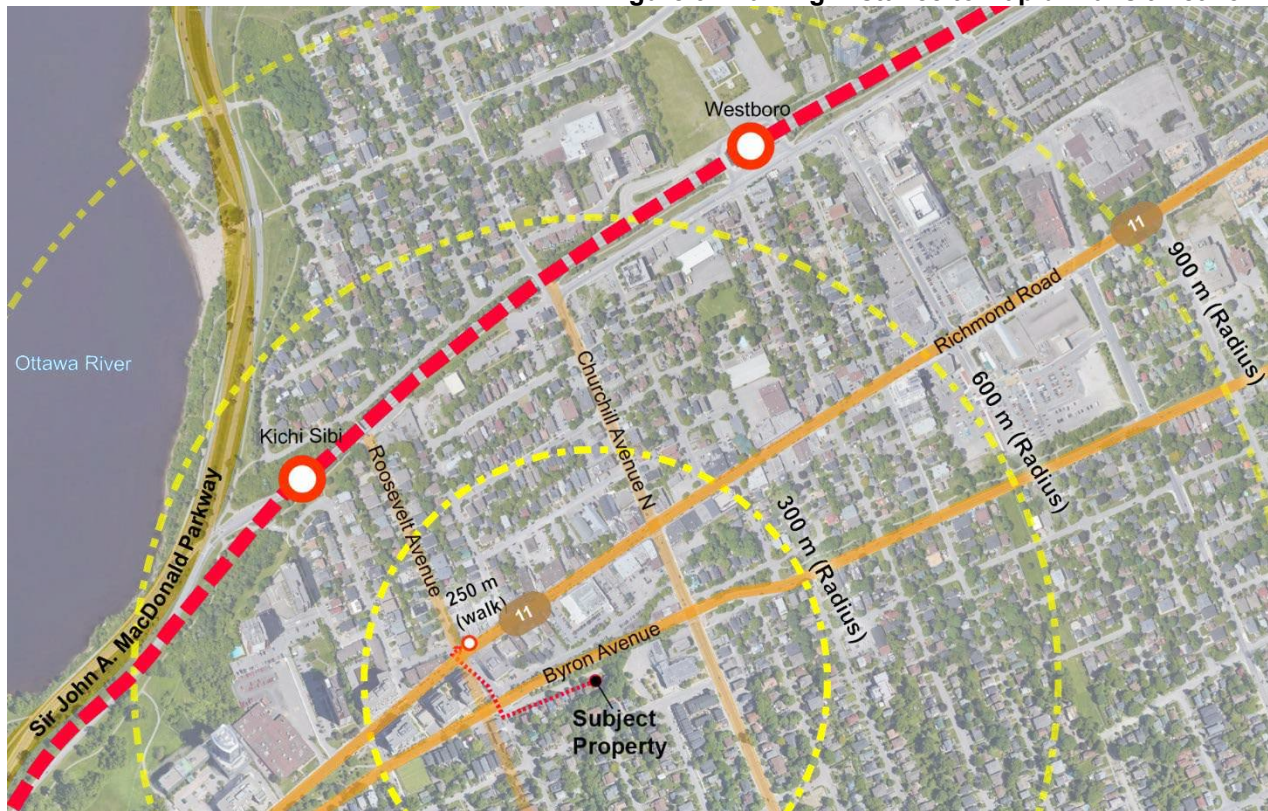 Westboro
11
Richmond Road
900 m (Radius)
Ottawa River
Churchill Avenue N
600 m (Radius)
Kichi Sibi
Roosevelt Avenue
300 m (Radius)
Sir John A. MacDonald Parkway
250 m
(walk)
11
Byron Avenue
Subject
Property